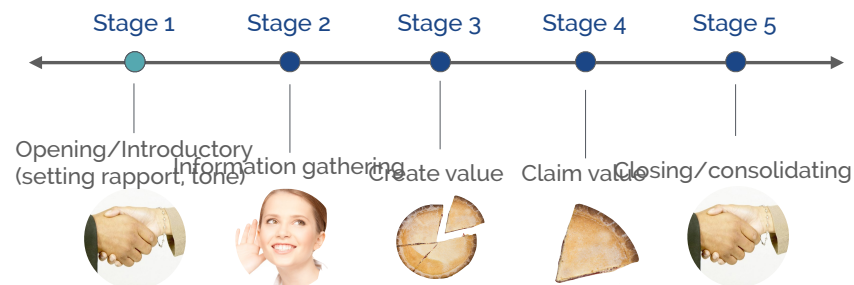 Stage 1
Stage 2
Stage 3
Stage 4
Stage 5
Opening/Introductory
(setting rapport, tone)
Information gathering
Create value
Claim value
Closing/consolidating